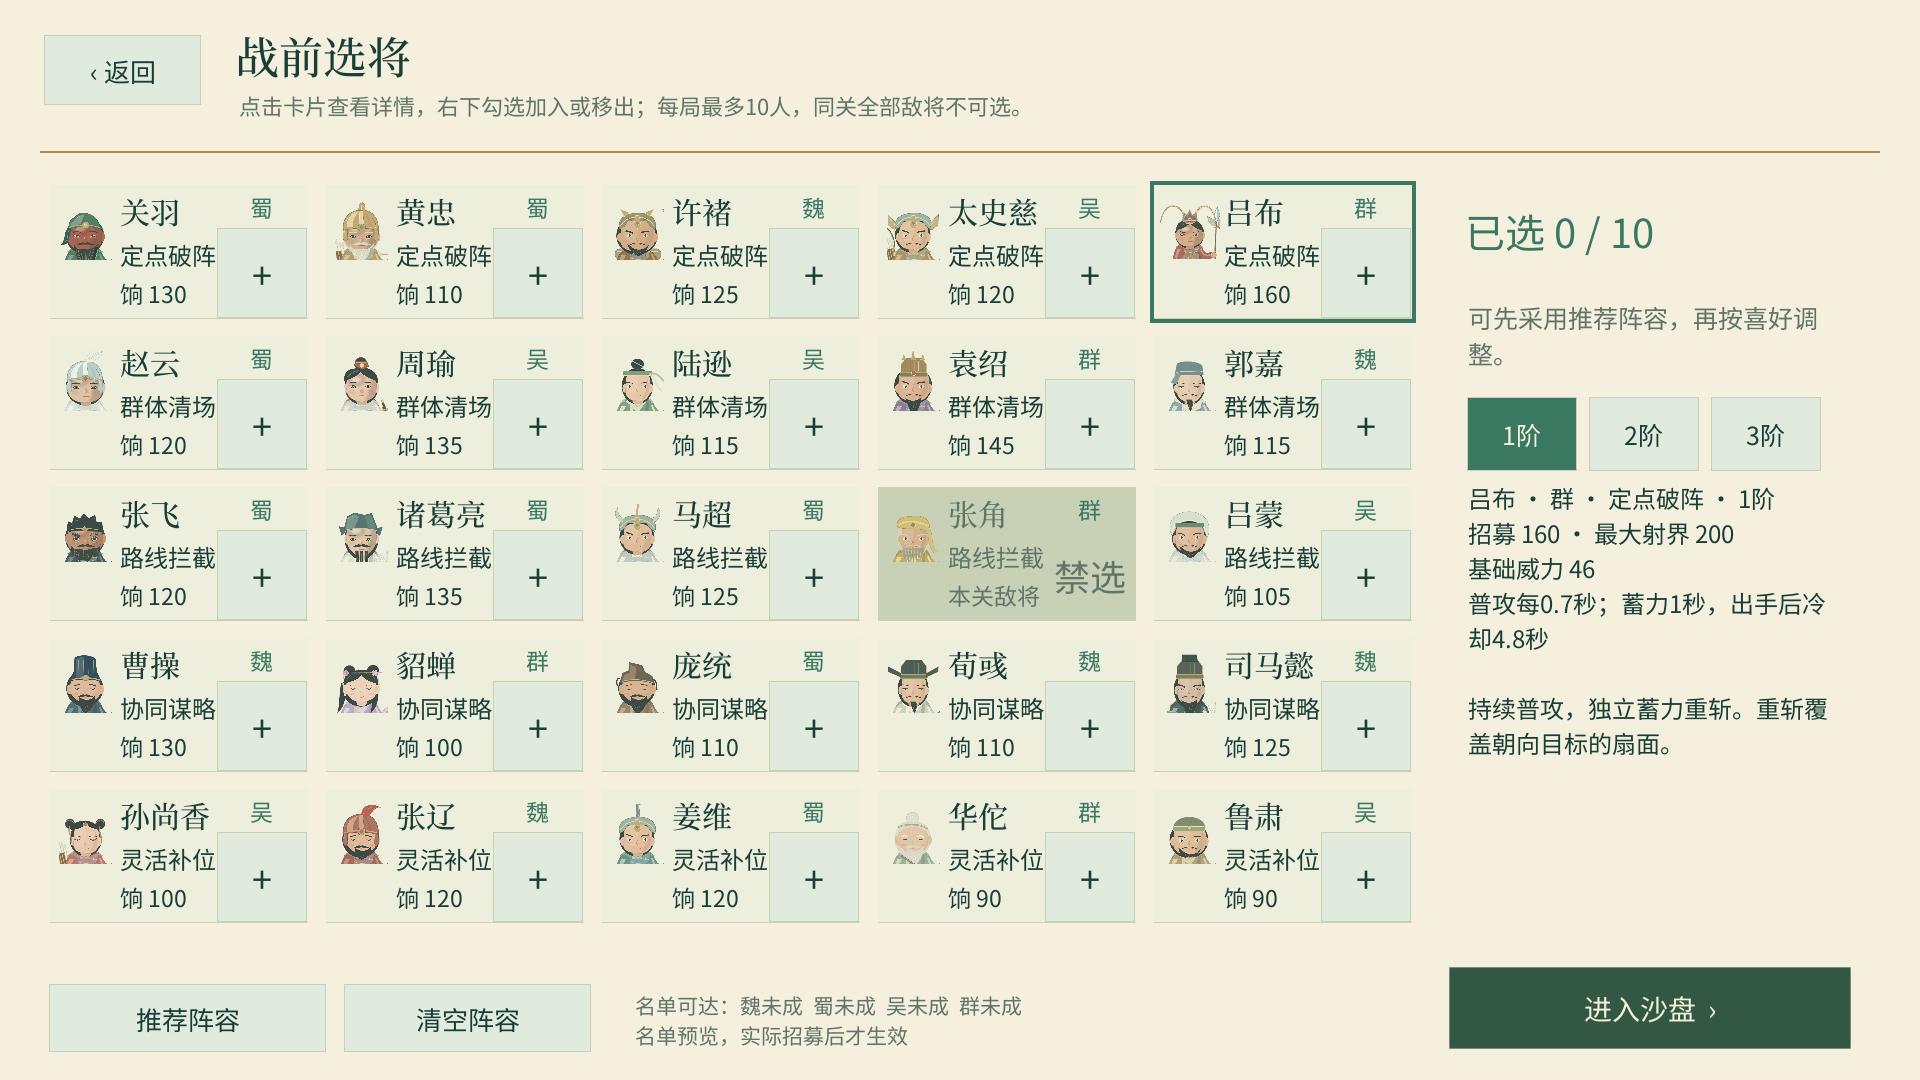 ‹ 返回
战前选将
点击卡片查看详情，右下勾选加入或移出；每局最多10人，同关全部敌将不可选。
关羽 蜀
定点破阵
饷 130
+
黄忠 蜀
定点破阵
饷 110
+
许褚 魏
定点破阵
饷 125
+
太史慈 吴
定点破阵
饷 120
+
吕布 群
定点破阵
饷 160
+
赵云 蜀
群体清场
饷 120
+
周瑜 吴
群体清场
饷 135
+
陆逊 吴
群体清场
饷 115
+
袁绍 群
群体清场
饷 145
+
郭嘉 魏
群体清场
饷 115
+
张飞 蜀
路线拦截
饷 120
+
诸葛亮 蜀
路线拦截
饷 135
+
马超 蜀
路线拦截
饷 125
+
张角 群
路线拦截
本关敌将
禁选
吕蒙 吴
路线拦截
饷 105
+
曹操 魏
协同谋略
饷 130
+
貂蝉 群
协同谋略
饷 100
+
庞统 蜀
协同谋略
饷 110
+
荀彧 魏
协同谋略
饷 110
+
司马懿 魏
协同谋略
饷 125
+
孙尚香 吴
灵活补位
饷 100
+
张辽 魏
灵活补位
饷 120
+
姜维 蜀
灵活补位
饷 120
+
华佗 群
灵活补位
饷 90
+
鲁肃 吴
灵活补位
饷 90
+
已选 0 / 10
可先采用推荐阵容，再按喜好调
整。
1阶 2阶 3阶
吕布 · 群 · 定点破阵 · 1阶
招募 160 · 最大射界 200
基础威力 46
普攻每0.7秒；蓄力1秒，出手后冷
却4.8秒
持续普攻，独立蓄力重斩。重斩覆
盖朝向目标的扇面。
推荐阵容
清空阵容
名单可达：魏未成 蜀未成 吴未成 群未成
名单预览，实际招募后才生效
进入沙盘 ›